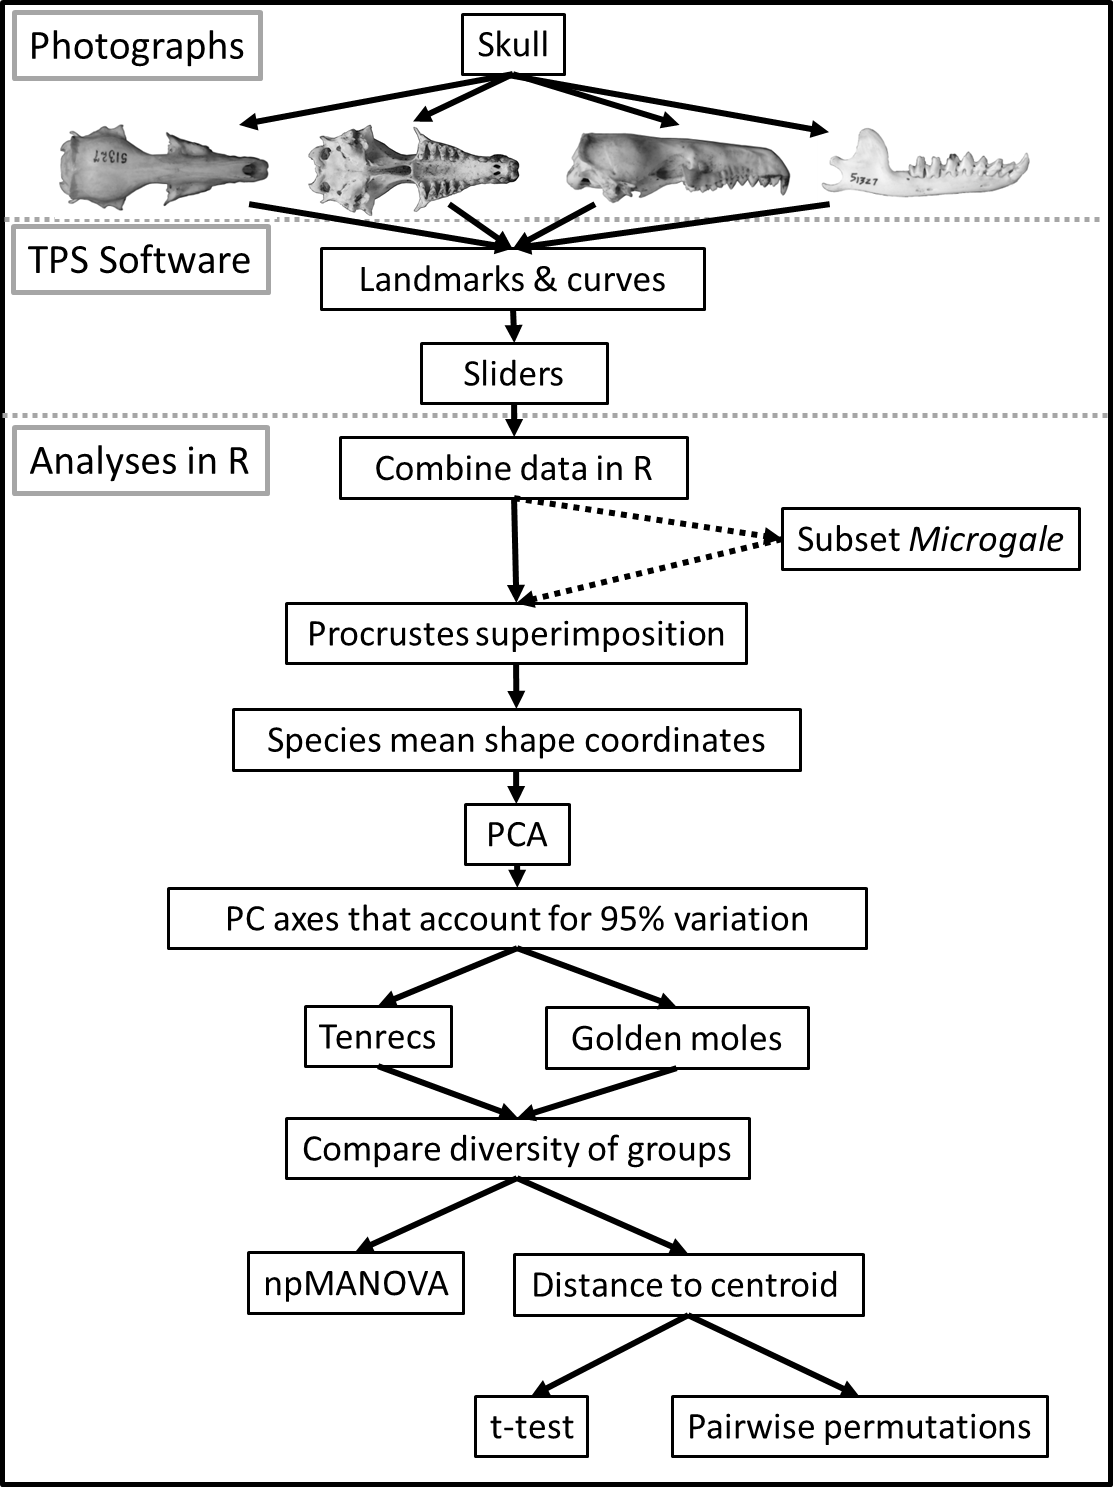 Photographs
Skull
51327
51327
TPS Software
Landmarks & curves
Sliders
Analyses in R
Combine data in R
Subset Microgale
Procrustes superimposition
Species mean shape coordinates
PCA
PC axes that account for 95% variation
Tenrecs
Golden moles
Compare diversity of groups
npMANOVA
Distance to centroid
t-test
Pairwise permutations